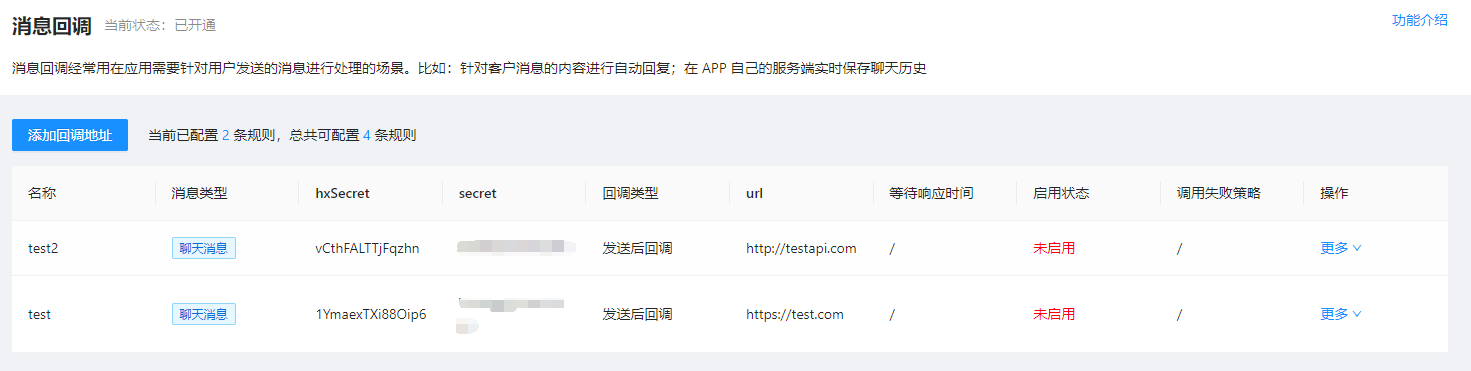 消息回调 当前状态：已开通 功能介绍
消息回调经常用在应用需要针对用户发送的消息进行处理的场景。比如：针对客户消息的内容进行自动回复；在 APP 自己的服务端实时保存聊天历史
添加回调地址 当前已配置 2 条规则，总共可配置 4 条规则
名称 消息类型 hxSecret secret 回调类型 url 等待响应时间 启用状态 调用失败策略 操作
test2 聊天消息 vCthFALTTjFqzhn 发送后回调 http://testapi.com / 未启用 / 更多
test 聊天消息 1YmaexTXi88Oip6 发送后回调 https://test.com / 未启用 / 更多